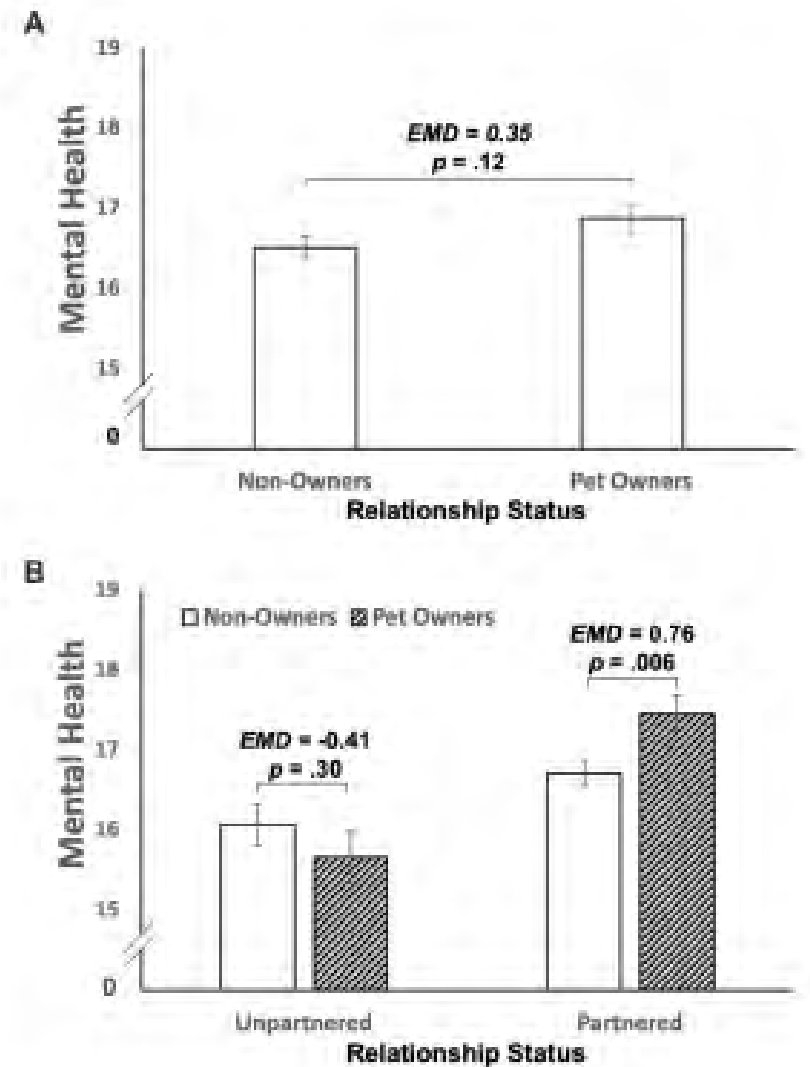 A
19
18
17
16
15
0
Mental Health
EMD = 0.35
p = .12
Non-Owners Pet Owners
Relationship Status
B
19
18
17
16
15
0
Mental Health
Non-Owners Pet Owners
EMD = 0.76
p = .006
EMD = -0.41
p = .30
Unpartnered Partnered
Relationship Status